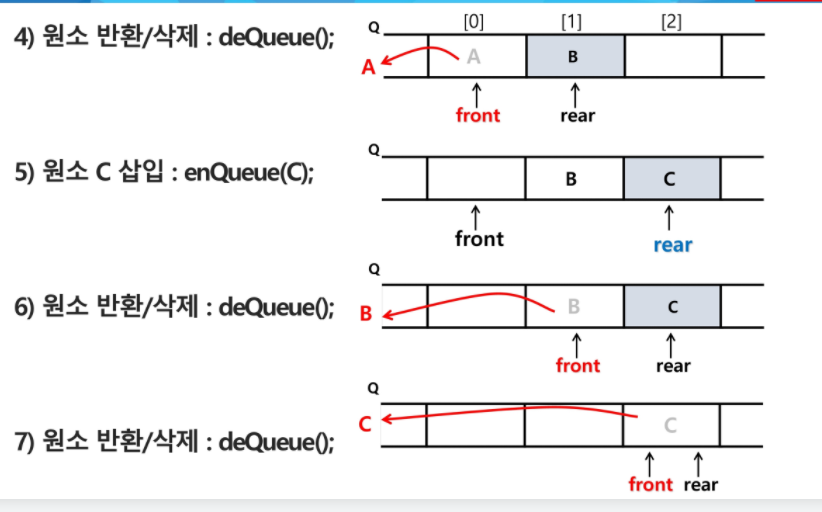 4) 원소 반환/삭제 : deQueue();
Q [0] [1] [2]
A A B
front rear
5) 원소 C 삽입 : enQueue(C);
Q
B C
front rear
6) 원소 반환/삭제 : deQueue();
Q
B B C
front rear
7) 원소 반환/삭제 : deQueue();
Q
C C
front rear